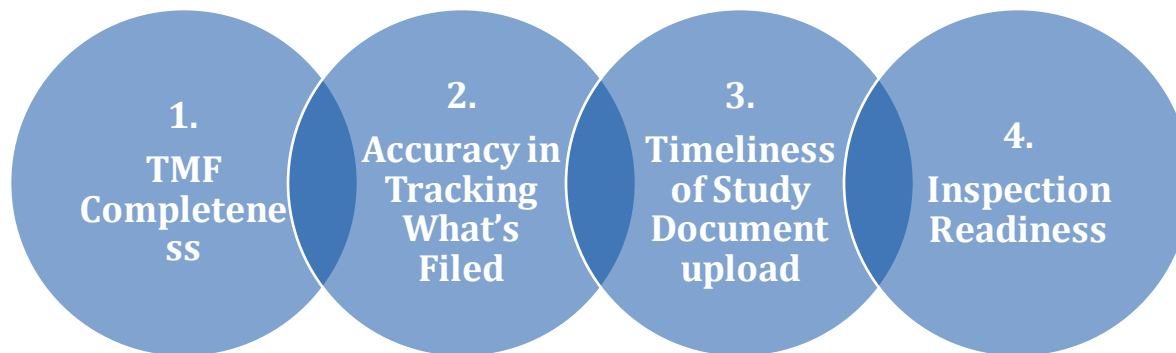 1.
TMF
Completene
ss
2.
Accuracy in
Tracking
What's
Filed
3.
Timeliness
of Study
Document
upload
4.
Inspection
Readiness